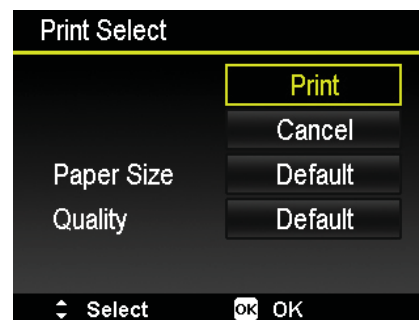 Print Select
Print
Cancel
Paper Size Default
Quality Default
Select OK OK